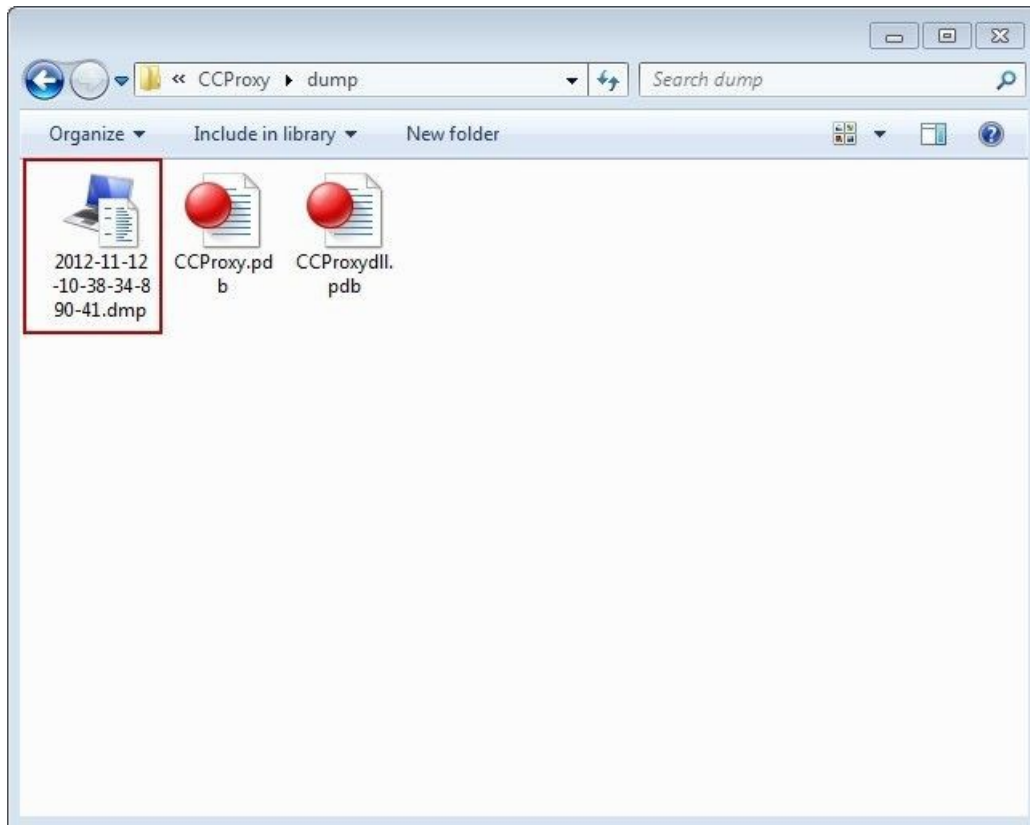 « CCProxy ▸ dump
Search dump
Organize Include in library New folder
2012-11-12
-10-38-34-8
90-41.dmp
CCProxy.pd
b
CCProxydll.
pdb